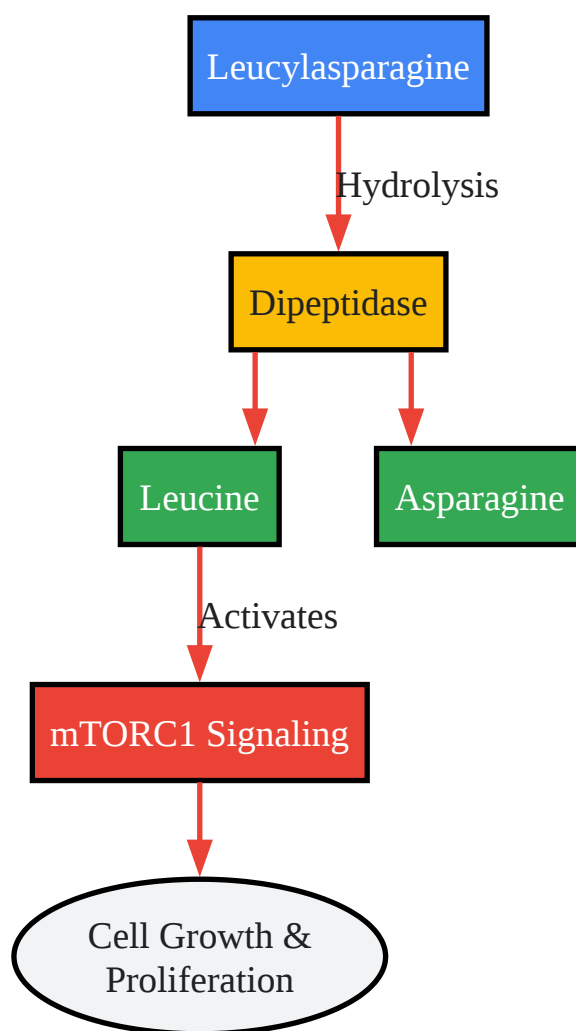 Leucylasparagine
Hydrolysis
Dipeptidase
Leucine
Asparagine
Activates
mTORC1 Signaling
Cell Growth &
Proliferation